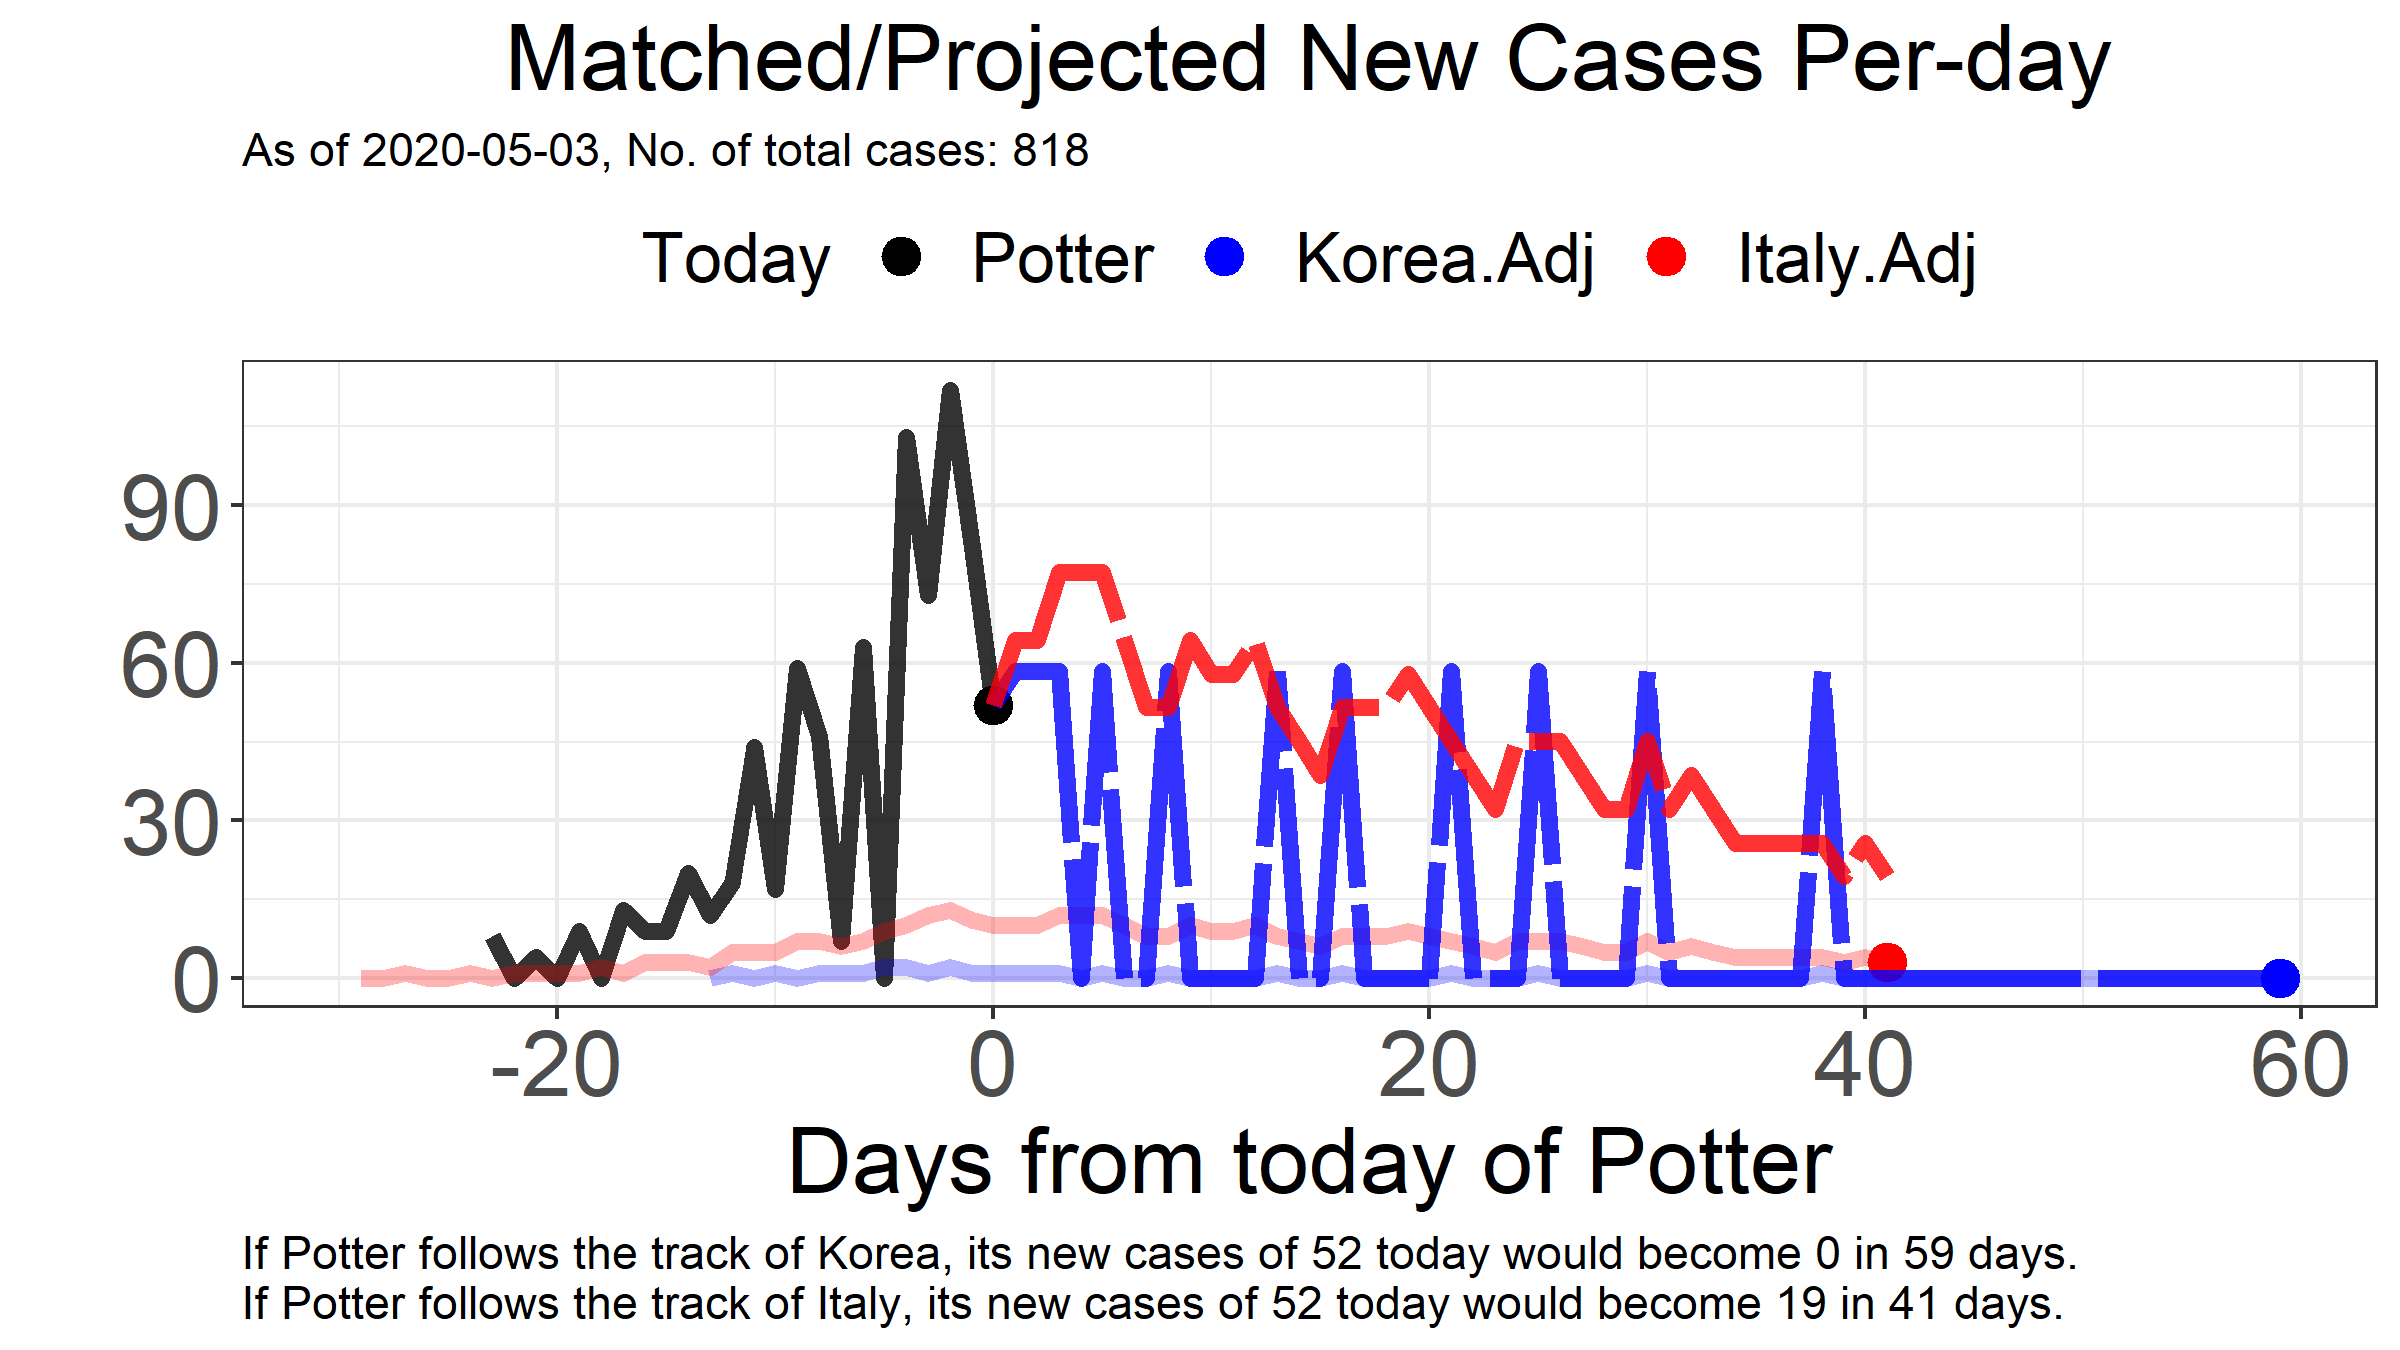 Matched/Projected New Cases Per-day
As of 2020-05-03, No. of total cases: 818
Today Potter Korea.Adj Italy.Adj
90
60
30
0
-20 0 20 40 60
Days from today of Potter
If Potter follows the track of Korea, its new cases of 52 today would become 0 in 59 days.
If Potter follows the track of Italy, its new cases of 52 today would become 19 in 41 days.